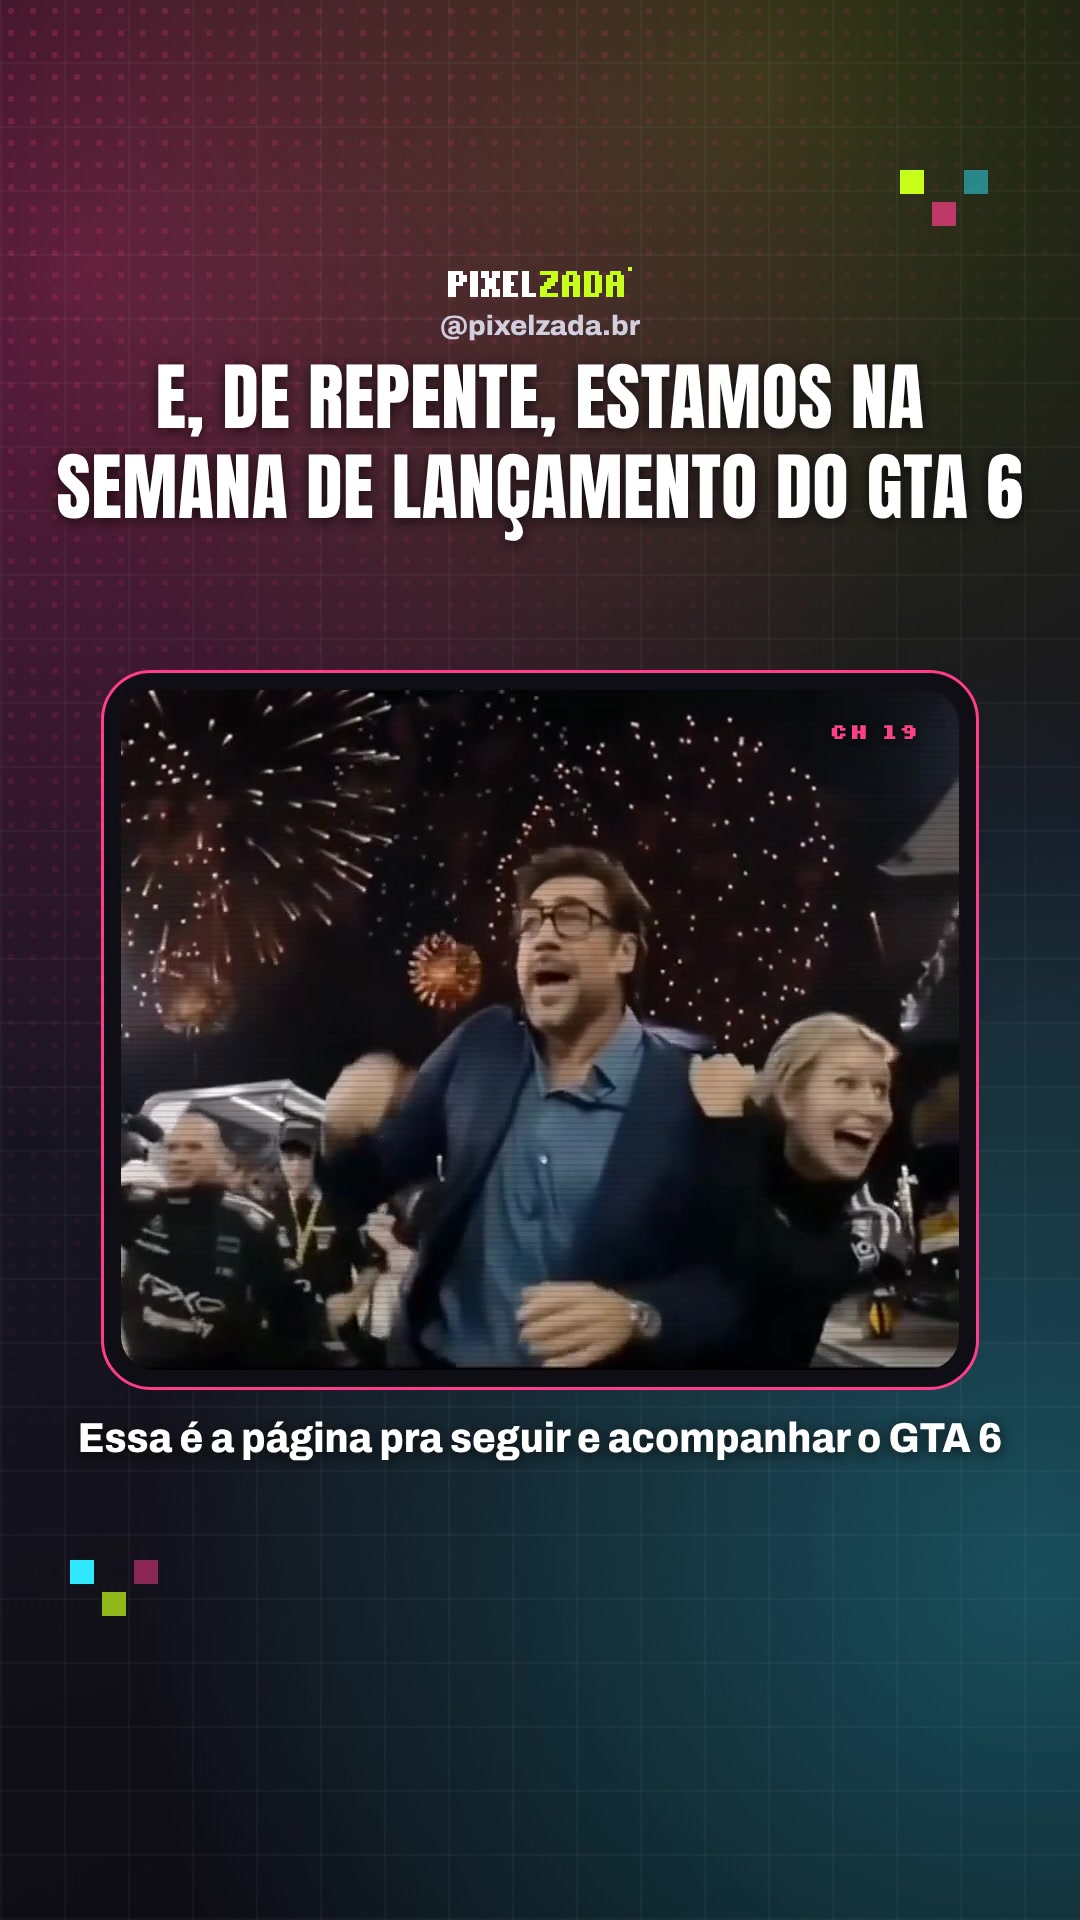 PIXELZADA
@pixelzada.br
E, DE REPENTE, ESTAMOS NA
SEMANA DE LANÇAMENTO DO GTA 6
CH 19
Essa é a página pra seguir e acompanhar o GTA 6